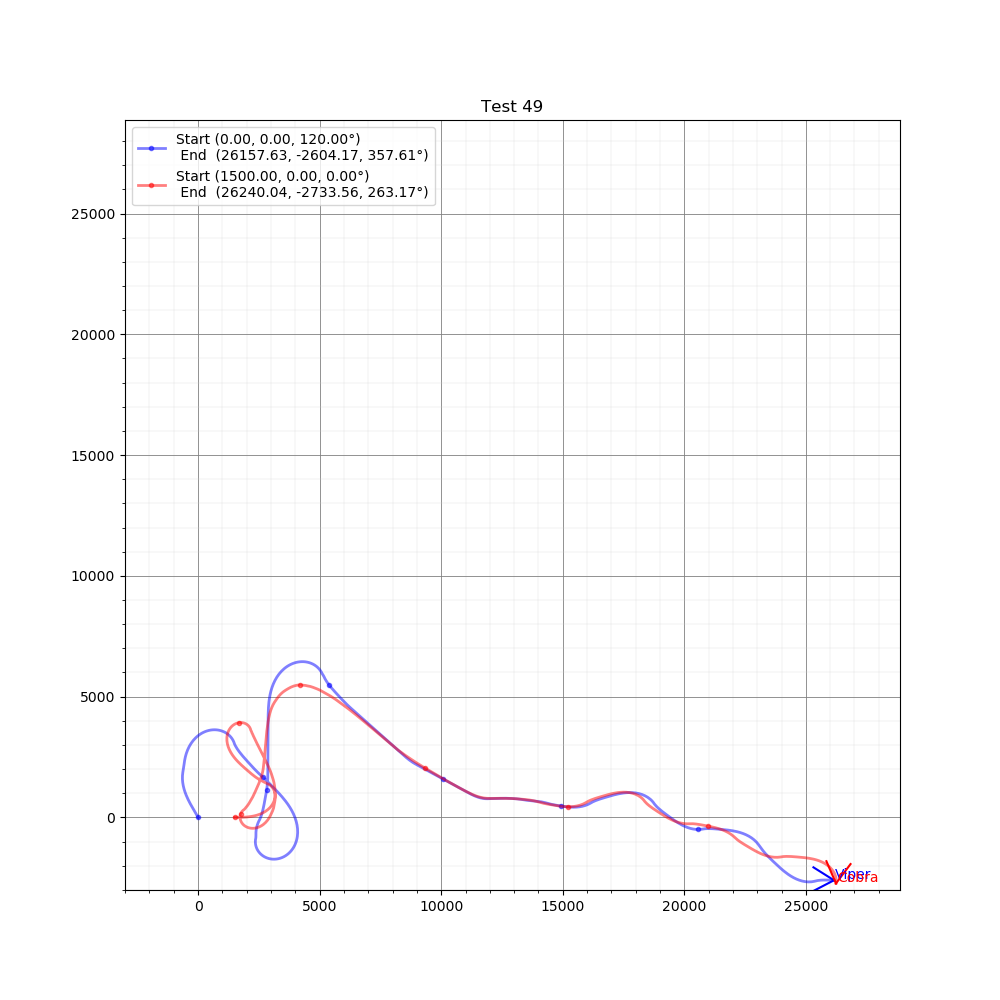 Test 49
Start (0.00, 0.00, 120.00°)
End (26157.63, -2604.17, 357.61°)
Start (1500.00, 0.00, 0.00°)
End (26240.04, -2733.56, 263.17°)
25000
20000
15000
10000
5000
0
Viper
Cobra
0 5000 10000 15000 20000 25000